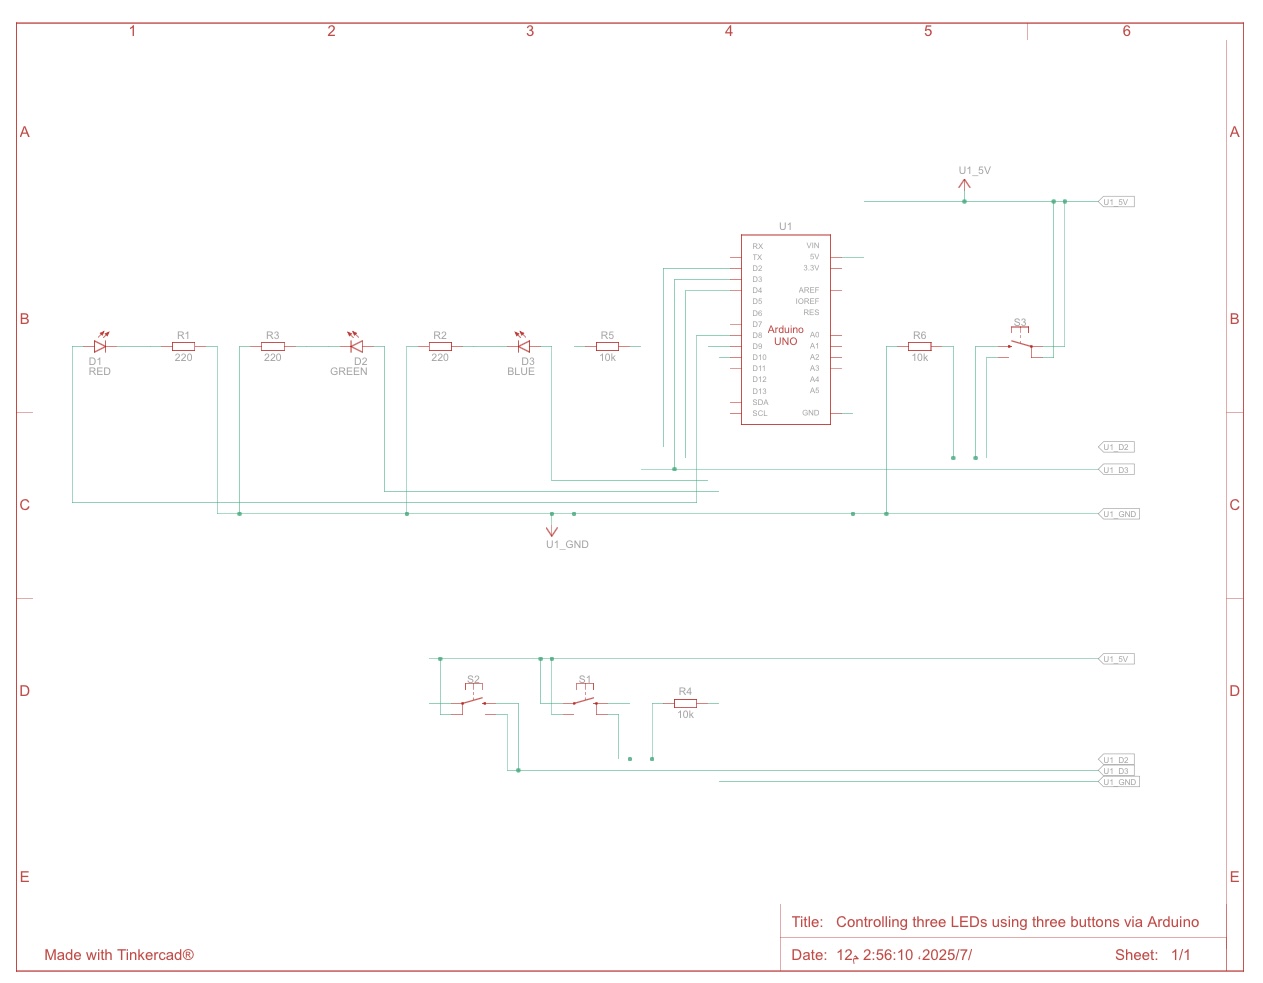 1 2 3 4 5 6
A A
U1_5V
U1_5V
U1
RX VIN
TX 5V
D2 3.3V
D3
D4 AREF
D5 IOREF
D6 RES
D7
D8 A0
D9 A1
D10 A2
D11 A3
D12 A4
D13 A5
SDA
SCL GND
Arduino
UNO
B B
R1
220
R3
220
R2
220
R5
10k
R6
10k
S3
D1
RED
D2
GREEN
D3
BLUE
U1_D2
U1_D3
C C
U1_GND
U1_GND
U1_5V
D D
S2
S1
R4
10k
U1_D2
U1_D3
U1_GND
E E
Title: Controlling three LEDs using three buttons via Arduino
Made with Tinkercad®
Date: 12م 2:56:10 ،2025/7/ Sheet: 1/1